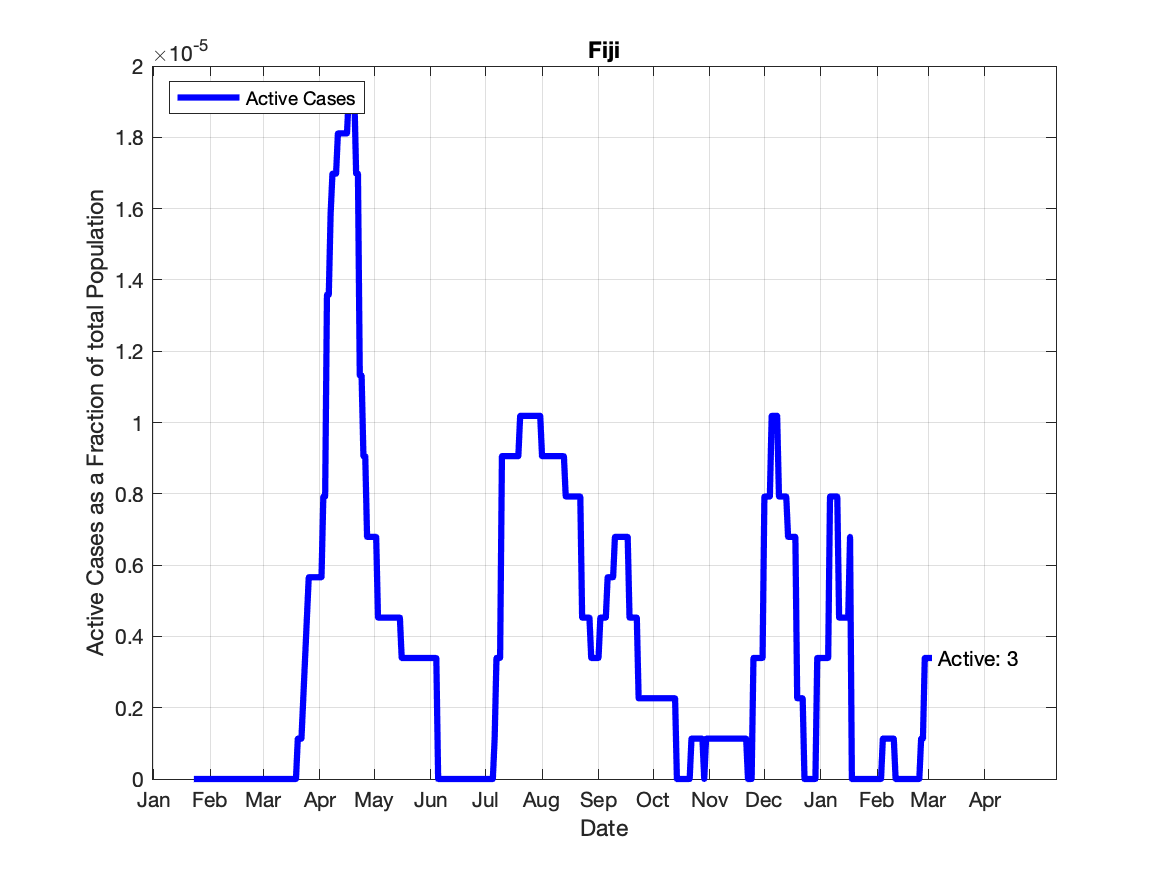 Fiji
×10⁻⁵
Active Cases
2
1.8
1.6
1.4
1.2
1
0.8
0.6
0.4
0.2
0
Active Cases as a Fraction of total Population
Active: 3
Jan Feb Mar Apr May Jun Jul Aug Sep Oct Nov Dec Jan Feb Mar Apr
Date